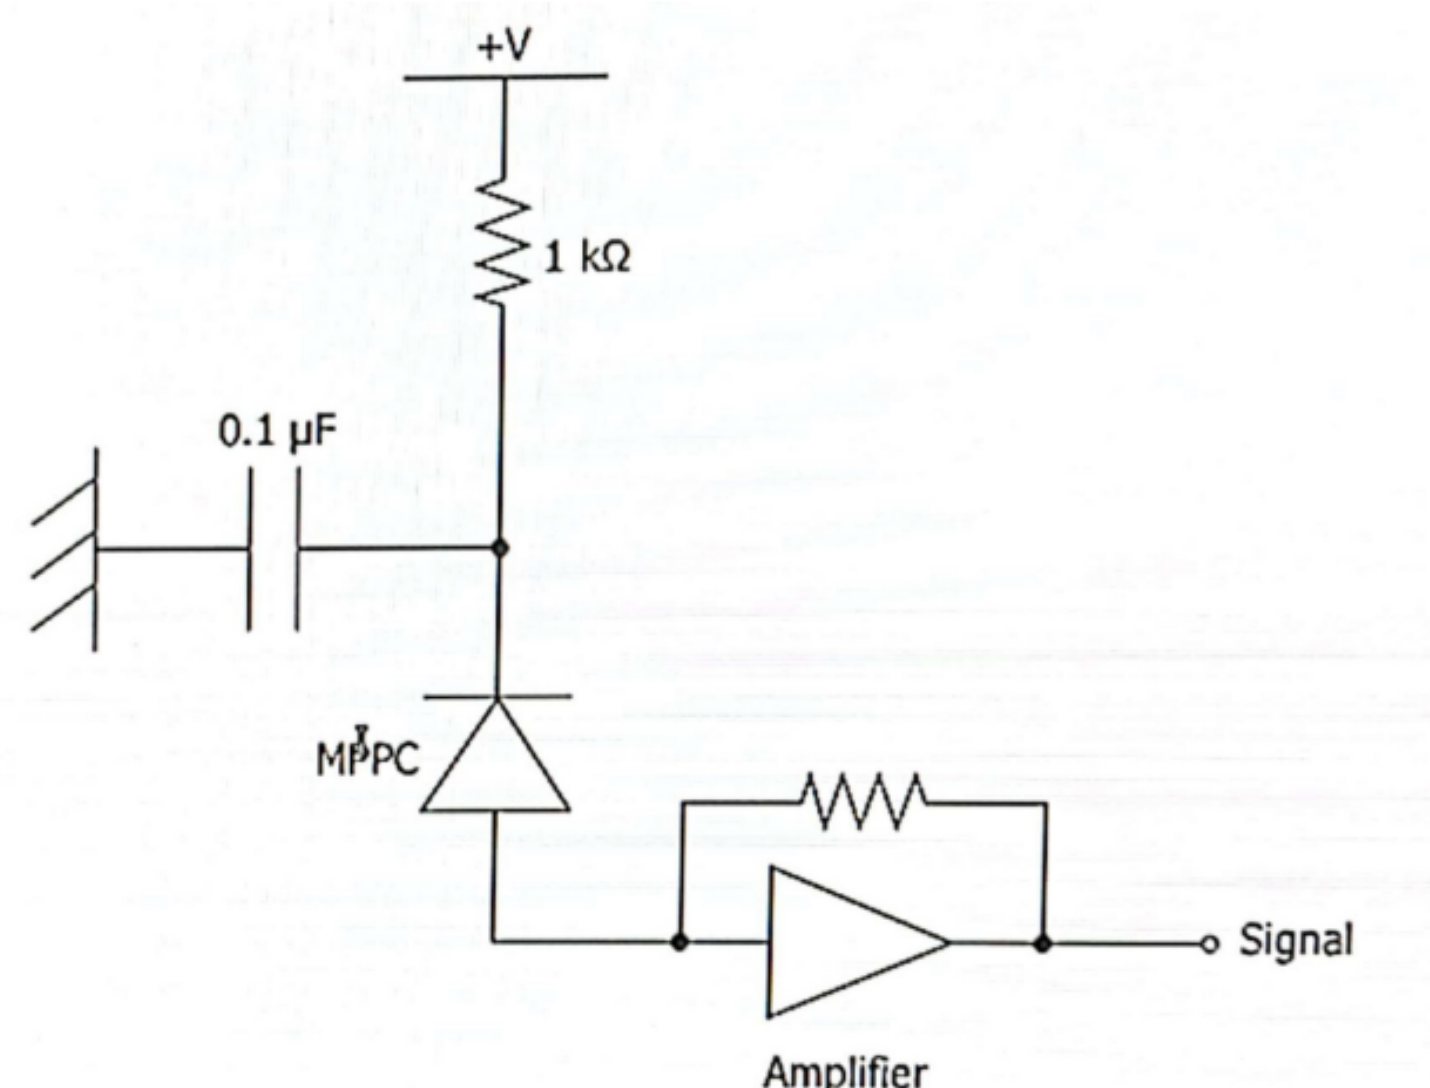 +V
1 kΩ
0.1 µF
MPPC
Signal
Amplifier